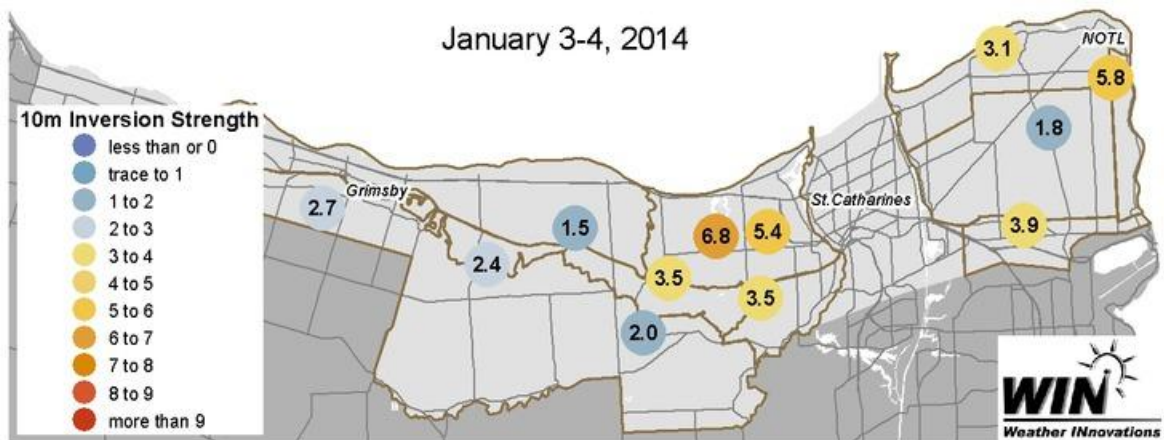 January 3-4, 2014
10m Inversion Strength
less than or 0
trace to 1
1 to 2
2 to 3
3 to 4
4 to 5
5 to 6
6 to 7
7 to 8
8 to 9
more than 9
NOTL
3.1
5.8
1.8
Grimsby
St.Catharines
2.7
1.5
6.8
5.4
3.9
2.4
3.5
3.5
2.0
WIN
Weather INnovations